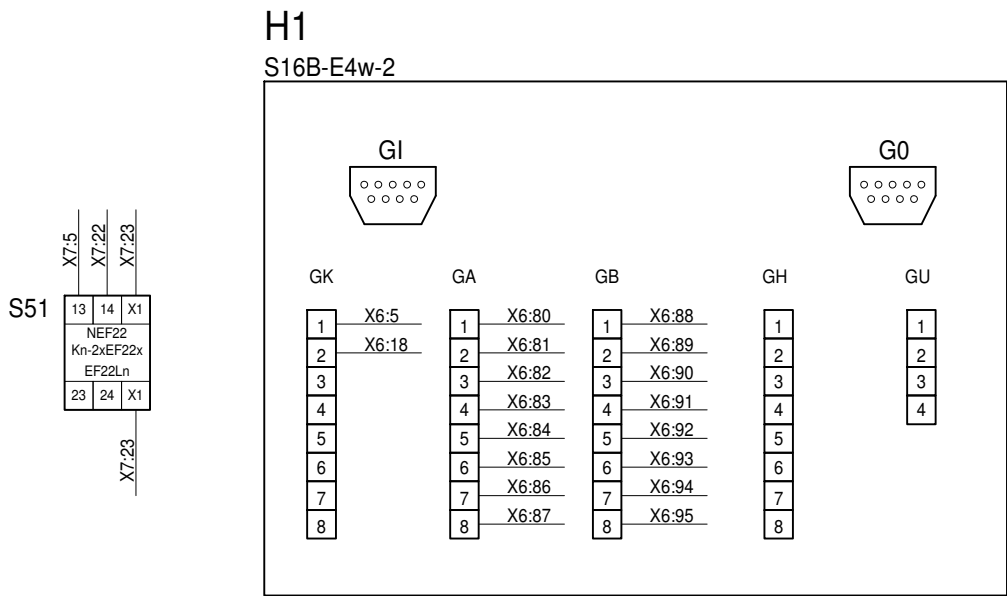 H1
S16B-E4w-2
GI
G0
GK
GA
GB
GH
GU
1 X6:5
2 X6:18
3
4
5
6
7
8
1 X6:80
2 X6:81
3 X6:82
4 X6:83
5 X6:84
6 X6:85
7 X6:86
8 X6:87
1 X6:88
2 X6:89
3 X6:90
4 X6:91
5 X6:92
6 X6:93
7 X6:94
8 X6:95
1
2
3
4
5
6
7
8
1
2
3
4
X7:5
X7:22
X7:23
S51
13 14 X1
NEF22
Kn-2xEF22x
EF22Ln
23 24 X1
X7:23